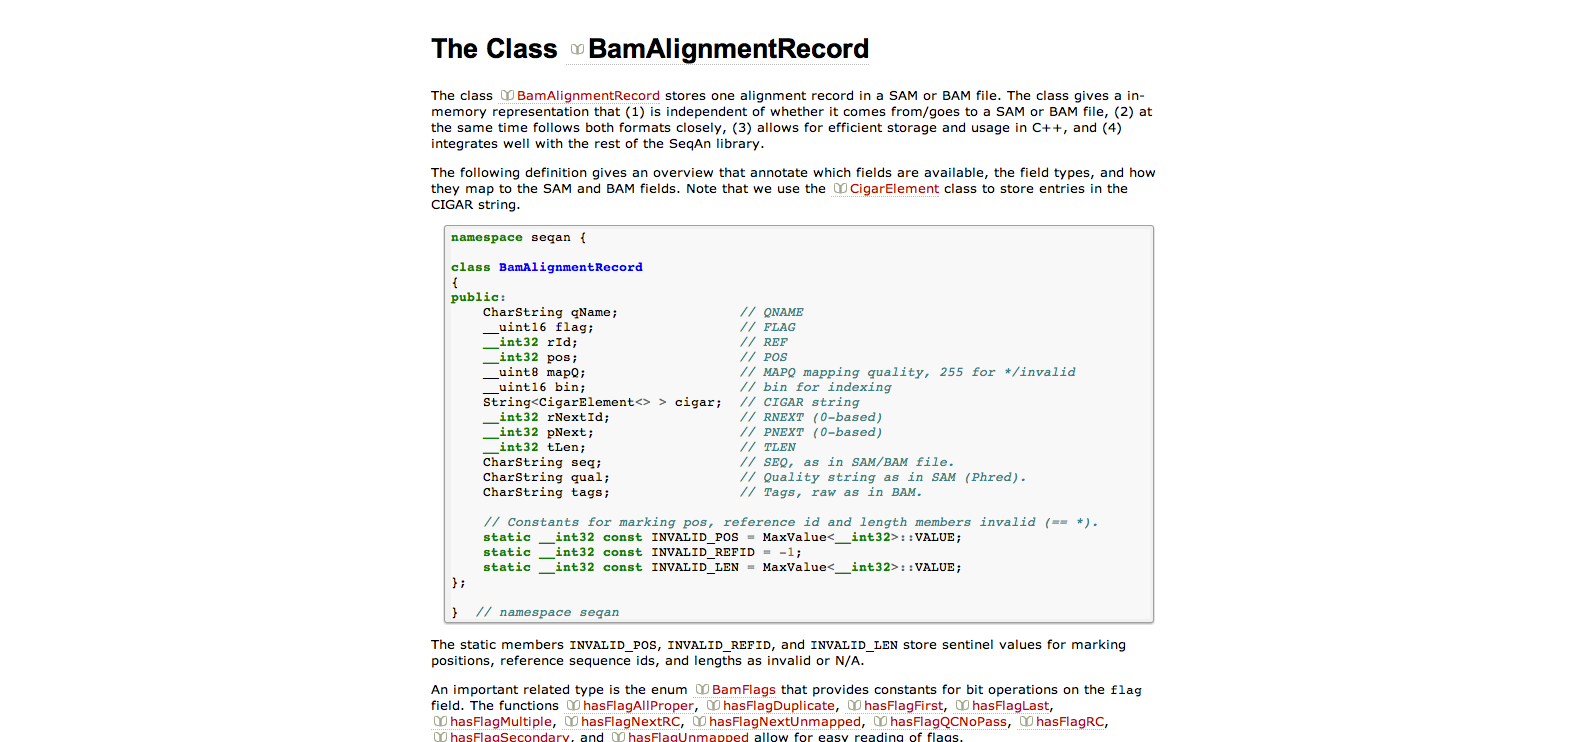 The Class BamAlignmentRecord
The class BamAlignmentRecord stores one alignment record in a SAM or BAM file. The class gives a in-
memory representation that (1) is independent of whether it comes from/goes to a SAM or BAM file, (2) at
the same time follows both formats closely, (3) allows for efficient storage and usage in C++, and (4)
integrates well with the rest of the SeqAn library.
The following definition gives an overview that annotate which fields are available, the field types, and how
they map to the SAM and BAM fields. Note that we use the CigarElement class to store entries in the
CIGAR string.
namespace seqan {
class BamAlignmentRecord
{
public:
CharString qName; // QNAME
__uint16 flag; // FLAG
__int32 rId; // REF
__int32 pos; // POS
__uint8 mapQ; // MAPQ mapping quality, 255 for */invalid
__uint16 bin; // bin for indexing
String<CigarElement<> > cigar; // CIGAR string
__int32 rNextId; // RNEXT (0-based)
__int32 pNext; // PNEXT (0-based)
__int32 tLen; // TLEN
CharString seq; // SEQ, as in SAM/BAM file.
CharString qual; // Quality string as in SAM (Phred).
CharString tags; // Tags, raw as in BAM.
// Constants for marking pos, reference id and length members invalid (== *).
static __int32 const INVALID_POS = MaxValue<__int32>::VALUE;
static __int32 const INVALID_REFID = -1;
static __int32 const INVALID_LEN = MaxValue<__int32>::VALUE;
};
} // namespace seqan
The static members INVALID_POS, INVALID_REFID, and INVALID_LEN store sentinel values for marking
positions, reference sequence ids, and lengths as invalid or N/A.
An important related type is the enum BamFlags that provides constants for bit operations on the flag
field. The functions hasFlagAllProper, hasFlagDuplicate, hasFlagFirst, hasFlagLast,
hasFlagMultiple, hasFlagNextRC, hasFlagNextUnmapped, hasFlagQCNoPass, hasFlagRC,
hasFlagSecondary, and hasFlagUnmapped allow for easy reading of flags.